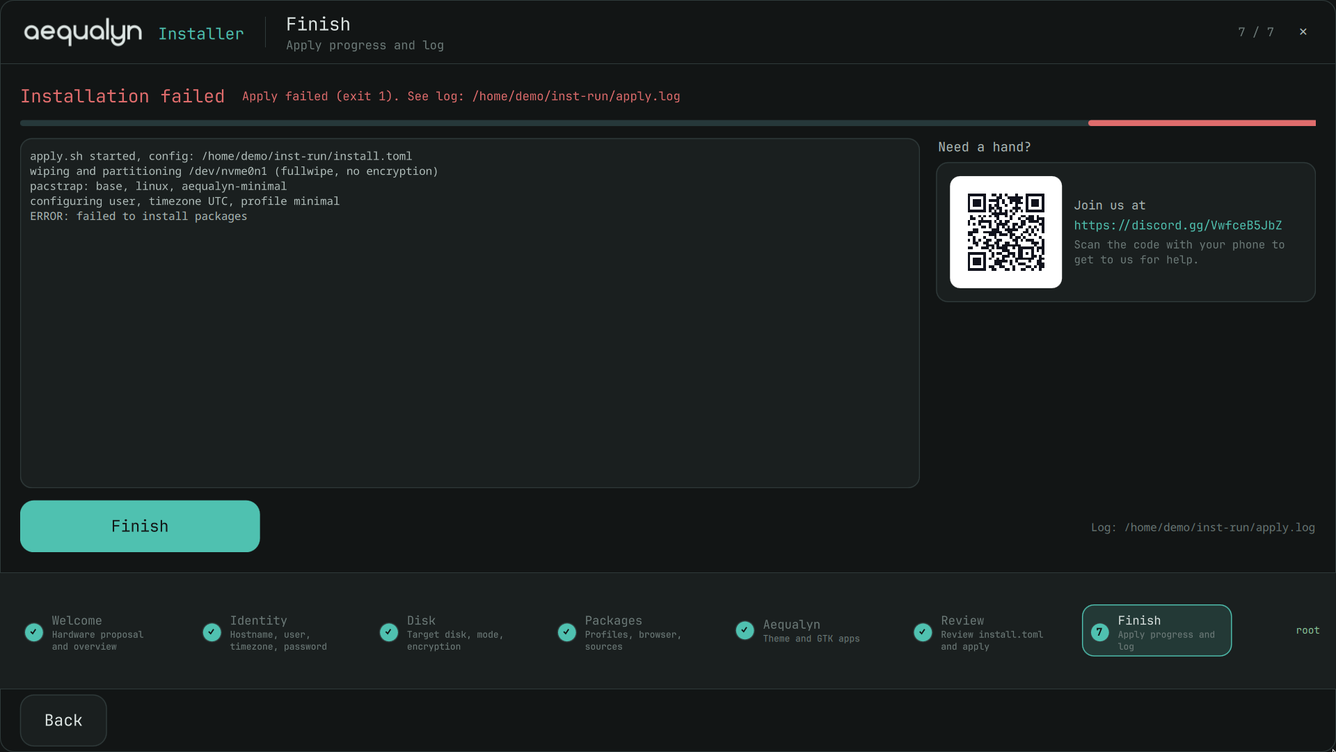 aequalyn Installer
Finish
Apply progress and log
7 / 7
×
Installation failed
Apply failed (exit 1). See log: /home/demo/inst-run/apply.log
apply.sh started, config: /home/demo/inst-run/install.toml
wiping and partitioning /dev/nvme0n1 (fullwipe, no encryption)
pacstrap: base, linux, aequalyn-minimal
configuring user, timezone UTC, profile minimal
ERROR: failed to install packages
Need a hand?
Join us at
https://discord.gg/VwfceB5JbZ
Scan the code with your phone to
get to us for help.
Finish
Log: /home/demo/inst-run/apply.log
Welcome
Hardware proposal
and overview
Identity
Hostname, user,
timezone, password
Disk
Target disk, mode,
encryption
Packages
Profiles, browser,
sources
Aequalyn
Theme and GTK apps
Review
Review install.toml
and apply
7
Finish
Apply progress and
log
root
Back